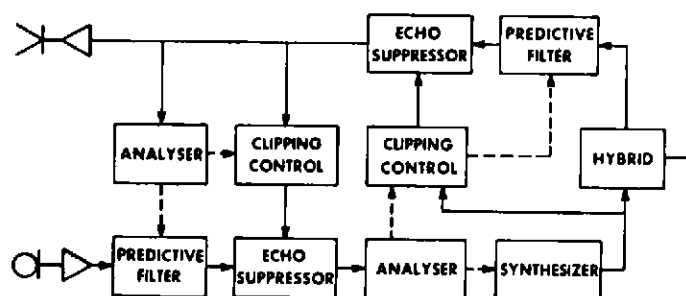 ECHO
SUPPRESSOR
PREDICTIVE
FILTER
ANALYSER
CLIPPING
CONTROL
CLIPPING
CONTROL
HYBRID
PREDICTIVE
FILTER
ECHO
SUPPRESSOR
ANALYSER
SYNTHESIZER